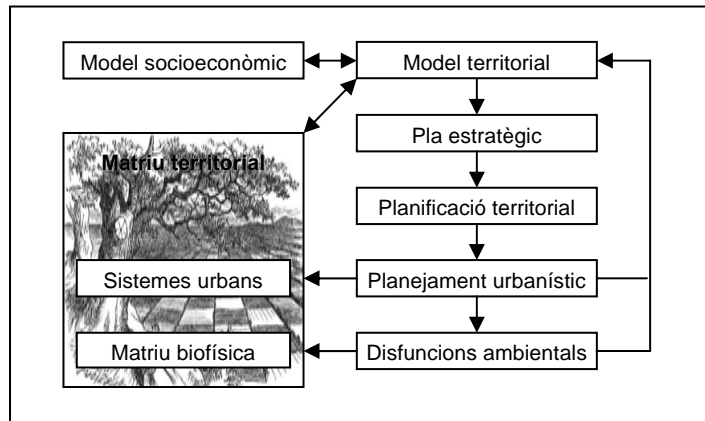 Model socioeconòmic
Model territorial
Pla estratègic
Matriu territorial
Planificació territorial
Sistemes urbans
Planejament urbanístic
Matriu biofísica
Disfuncions ambientals